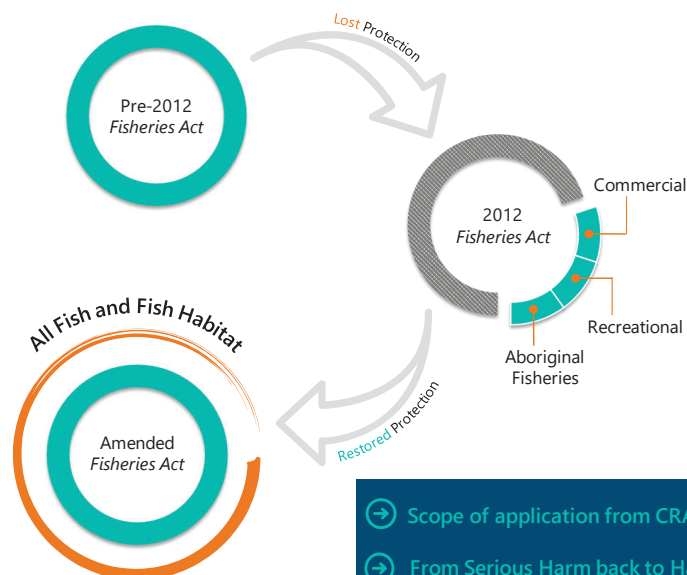 Lost Protection
Pre-2012
Fisheries Act
Commercial
2012
Fisheries Act
Recreational
Aboriginal
Fisheries
All Fish and Fish Habitat
Restored Protection
Amended
Fisheries Act
Scope of application from CRA
From Serious Harm back to